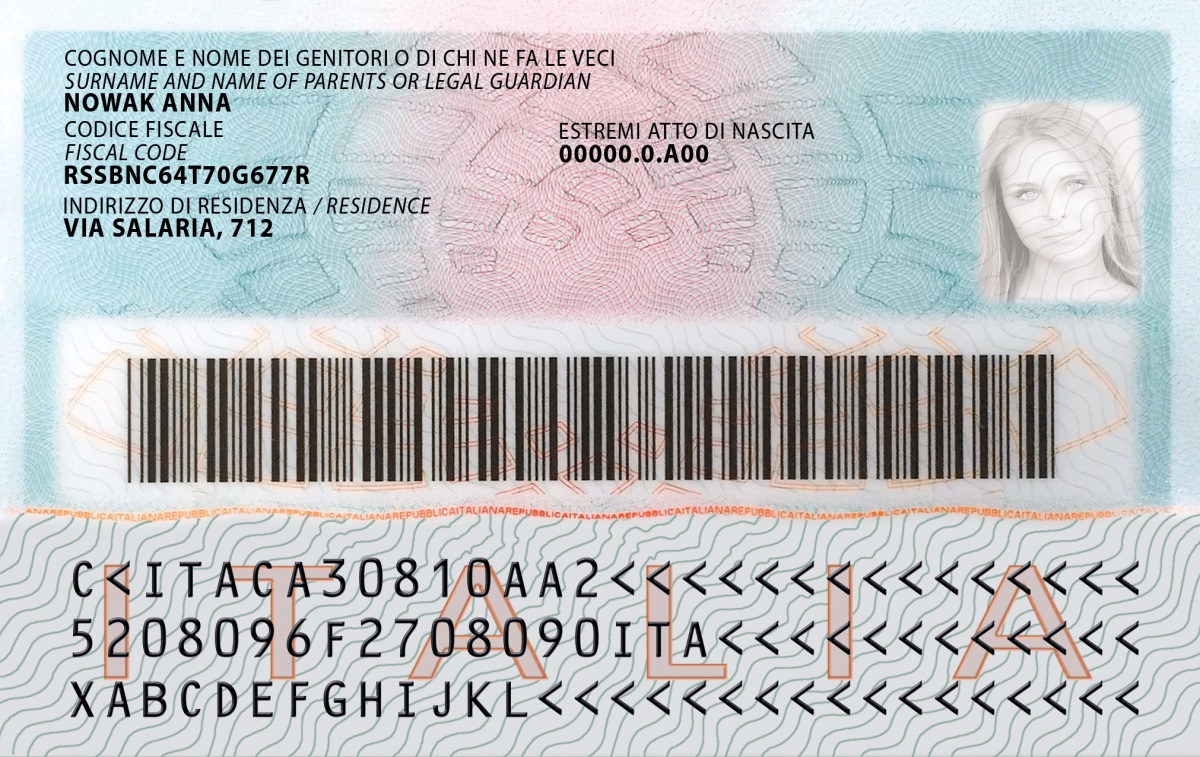 COGNOME E NOME DEI GENITORI O DI CHI NE FA LE VECI
SURNAME AND NAME OF PARENTS OR LEGAL GUARDIAN
NOWAK ANNA
CODICE FISCALE
FISCAL CODE
RSSBNC64T70G677R
ESTREMI ATTO DI NASCITA
00000.0.A00
INDIRIZZO DI RESIDENZA / RESIDENCE
VIA SALARIA, 712
REPUBBLICAITALIANAREPUBBLICAITALIANAREPUBBLICAITALIANAREPUBBLICAITALIANAREPUBBLICAITALIANAREPUBBLICAITALIANAREPUBBLICAITALIANAREPUBBLICAITALIANAREPUBBLICAITALIANAREPUBBLICAITALIANA
ITALIA
C<ITACA30810AA2<<<<<<<<<<<<<<<
5208096F2708090ITA<<<<<<<<<<<<
XABCDEFGHIJKL<<<<<<<<<<<<<<<<<